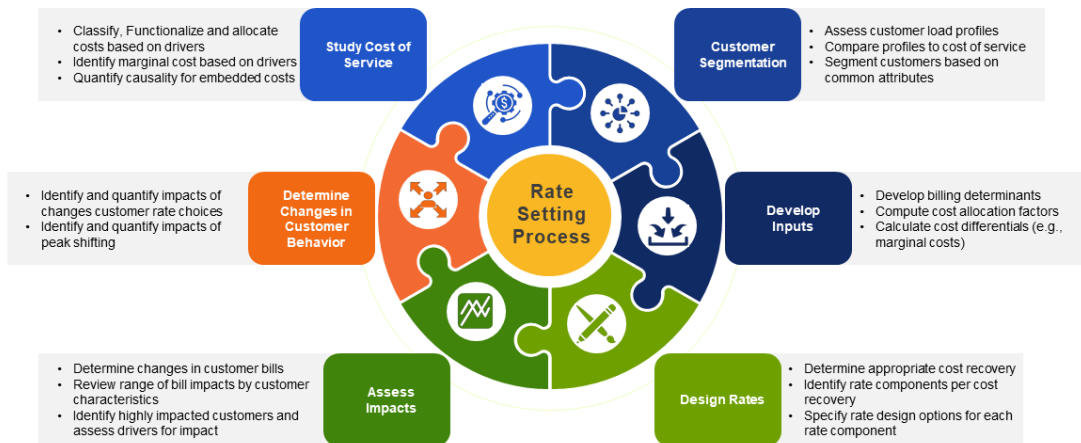 • Classify, Functionalize and allocate
costs based on drivers
• Identify marginal cost based on drivers
• Quantify causality for embedded costs
Study Cost of
Service
Customer
Segmentation
• Assess customer load profiles
• Compare profiles to cost of service
• Segment customers based on
common attributes
• Identify and quantify impacts of
changes customer rate choices
• Identify and quantify impacts of
peak shifting
Determine
Changes in
Customer
Behavior
Rate
Setting
Process
Develop
Inputs
• Develop billing determinants
• Compute cost allocation factors
• Calculate cost differentials (e.g.,
marginal costs)
• Determine changes in customer bills
• Review range of bill impacts by customer
characteristics
• Identify highly impacted customers and
assess drivers for impact
Assess
Impacts
Design Rates
• Determine appropriate cost recovery
• Identify rate components per cost
recovery
• Specify rate design options for each
rate component
$